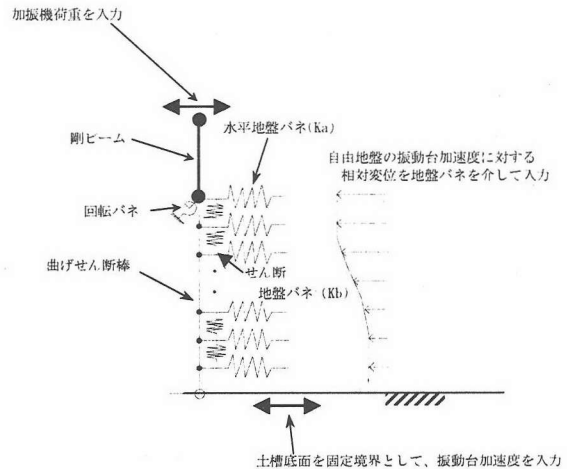 加振機荷重を入力
剛ビーム
水平地盤バネ(Ka)
自由地盤の振動台加速度に対する
相対変位を地盤バネを介して入力
回転バネ
曲げせん断棒
せん断
地盤バネ(Kb)
土槽底面を固定境界として、振動台加速度を入力